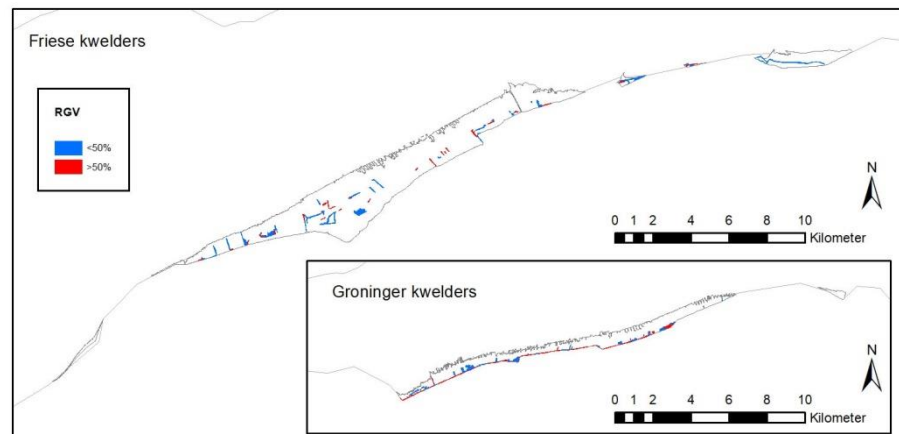 Friese kwelders
RGV
<50%
>50%
N
0 1 2 4 6 8 10
Kilometer
Groninger kwelders
N
0 1 2 4 6 8 10
Kilometer